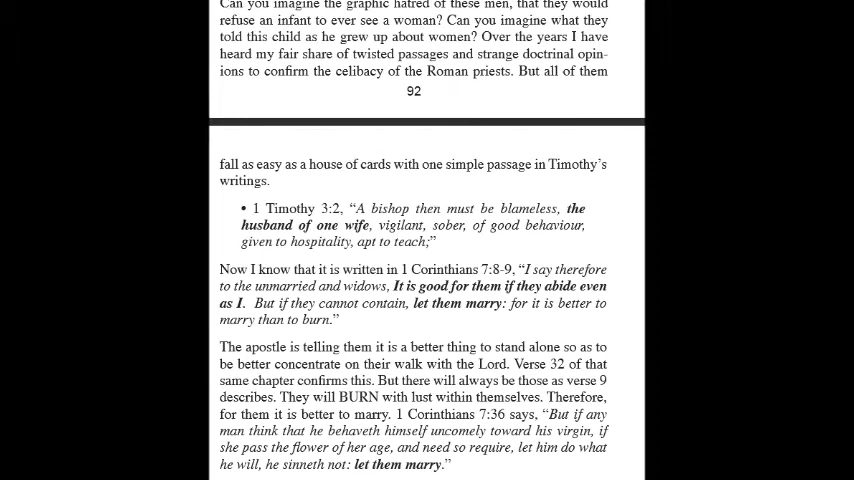 Can you imagine the graphic hatred of these men, that they would
refuse an infant to ever see a woman? Can you imagine what they
told this child as he grew up about women? Over the years I have
heard my fair share of twisted passages and strange doctrinal opin-
ions to confirm the celibacy of the Roman priests. But all of them
92
fall as easy as a house of cards with one simple passage in Timothy’s
writings.
• 1 Timothy 3:2, “A bishop then must be blameless, the
husband of one wife, vigilant, sober, of good behaviour,
given to hospitality, apt to teach;”
Now I know that it is written in 1 Corinthians 7:8-9, “I say therefore
to the unmarried and widows, It is good for them if they abide even
as I. But if they cannot contain, let them marry: for it is better to
marry than to burn.”
The apostle is telling them it is a better thing to stand alone so as to
be better concentrate on their walk with the Lord. Verse 32 of that
same chapter confirms this. But there will always be those as verse 9
describes. They will BURN with lust within themselves. Therefore,
for them it is better to marry. 1 Corinthians 7:36 says, “But if any
man think that he behaveth himself uncomely toward his virgin, if
she pass the flower of her age, and need so require, let him do what
he will, he sinneth not: let them marry.”